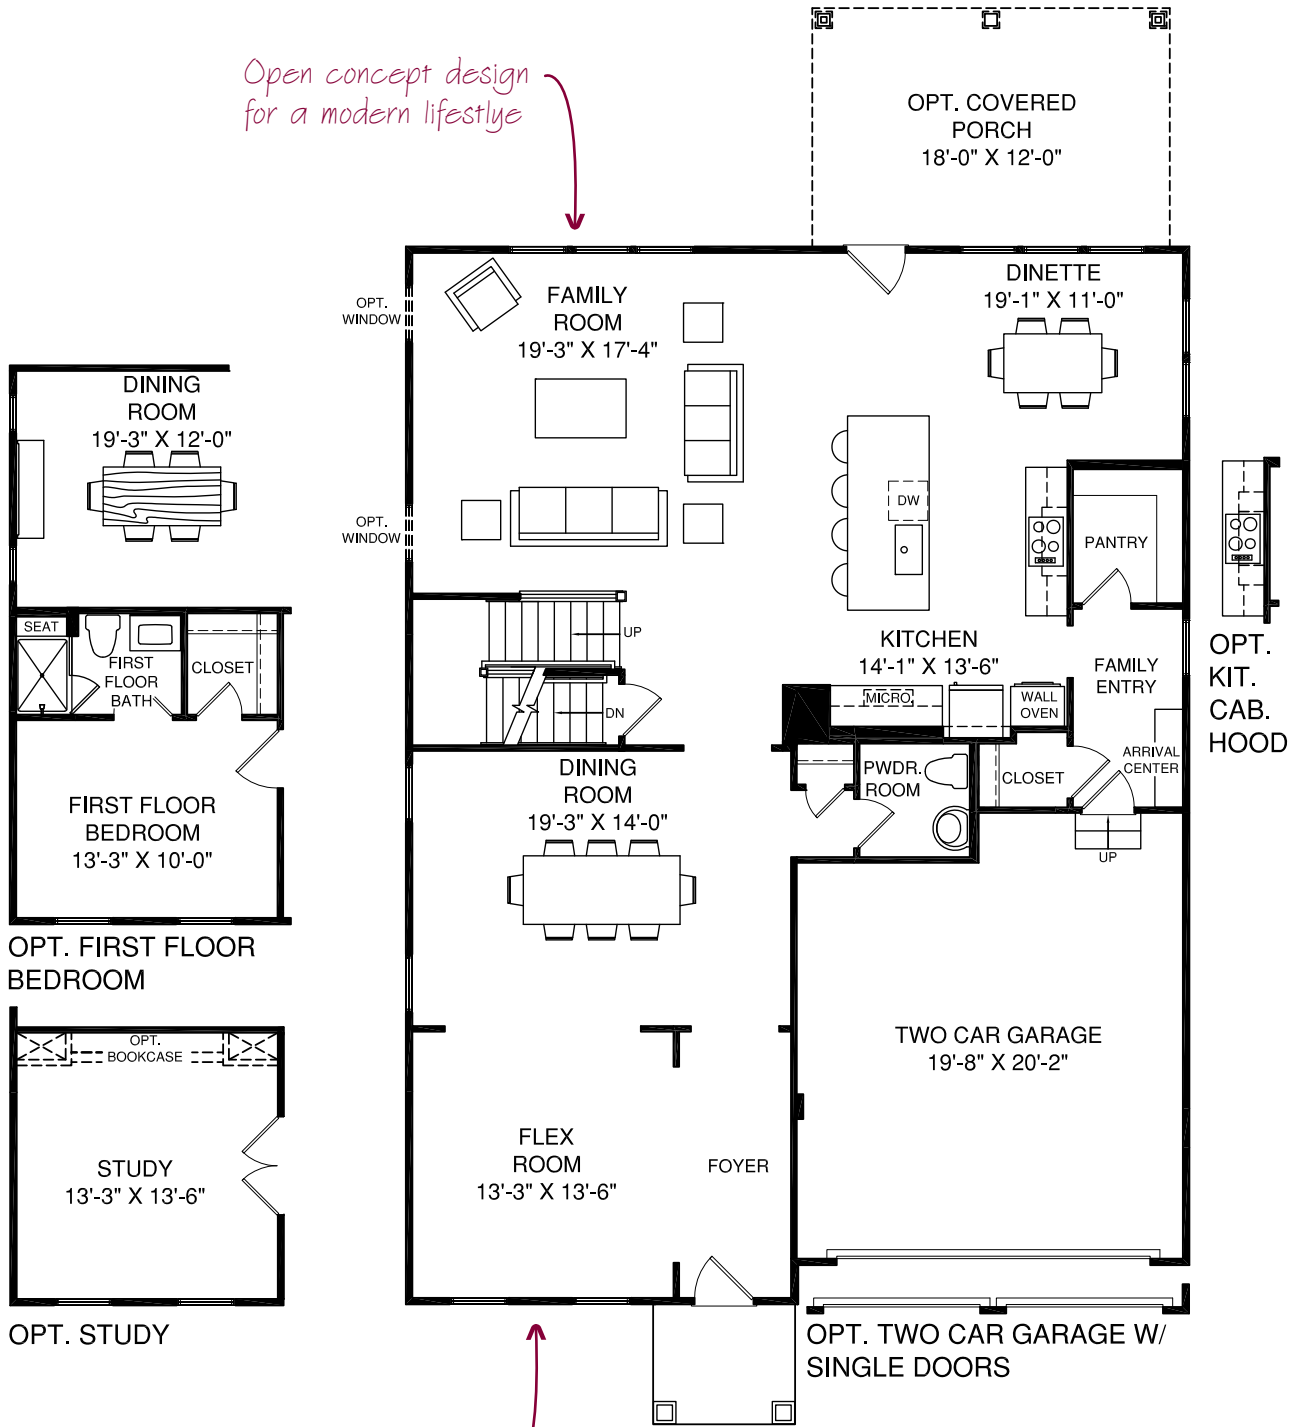 Open concept design
for a modern lifestlye
OPT. COVERED
PORCH
18'-0" X 12'-0"
OPT.
WINDOW
FAMILY
ROOM
19'-3" X 17'-4"
DINETTE
19'-1" X 11'-0"
DINING
ROOM
19'-3" X 12'-0"
OPT.
WINDOW
DW
PANTRY
SEAT
FIRST
FLOOR
BATH
CLOSET
UP
DN
KITCHEN
14'-1" X 13'-6"
MICRO.
WALL
OVEN
FAMILY
ENTRY
ARRIVAL
CENTER
OPT.
KIT.
CAB.
HOOD
FIRST FLOOR
BEDROOM
13'-3" X 10'-0"
OPT. FIRST FLOOR
BEDROOM
DINING
ROOM
19'-3" X 14'-0"
PWDR.
ROOM
CLOSET
UP
OPT.
BOOKCASE
STUDY
13'-3" X 13'-6"
OPT. STUDY
FLEX
ROOM
13'-3" X 13'-6"
FOYER
TWO CAR GARAGE
19'-8" X 20'-2"
OPT. TWO CAR GARAGE W/
SINGLE DOORS